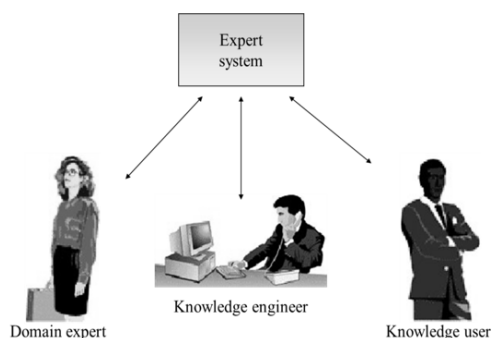 Expert
system
Knowledge engineer
Domain expert
Knowledge user